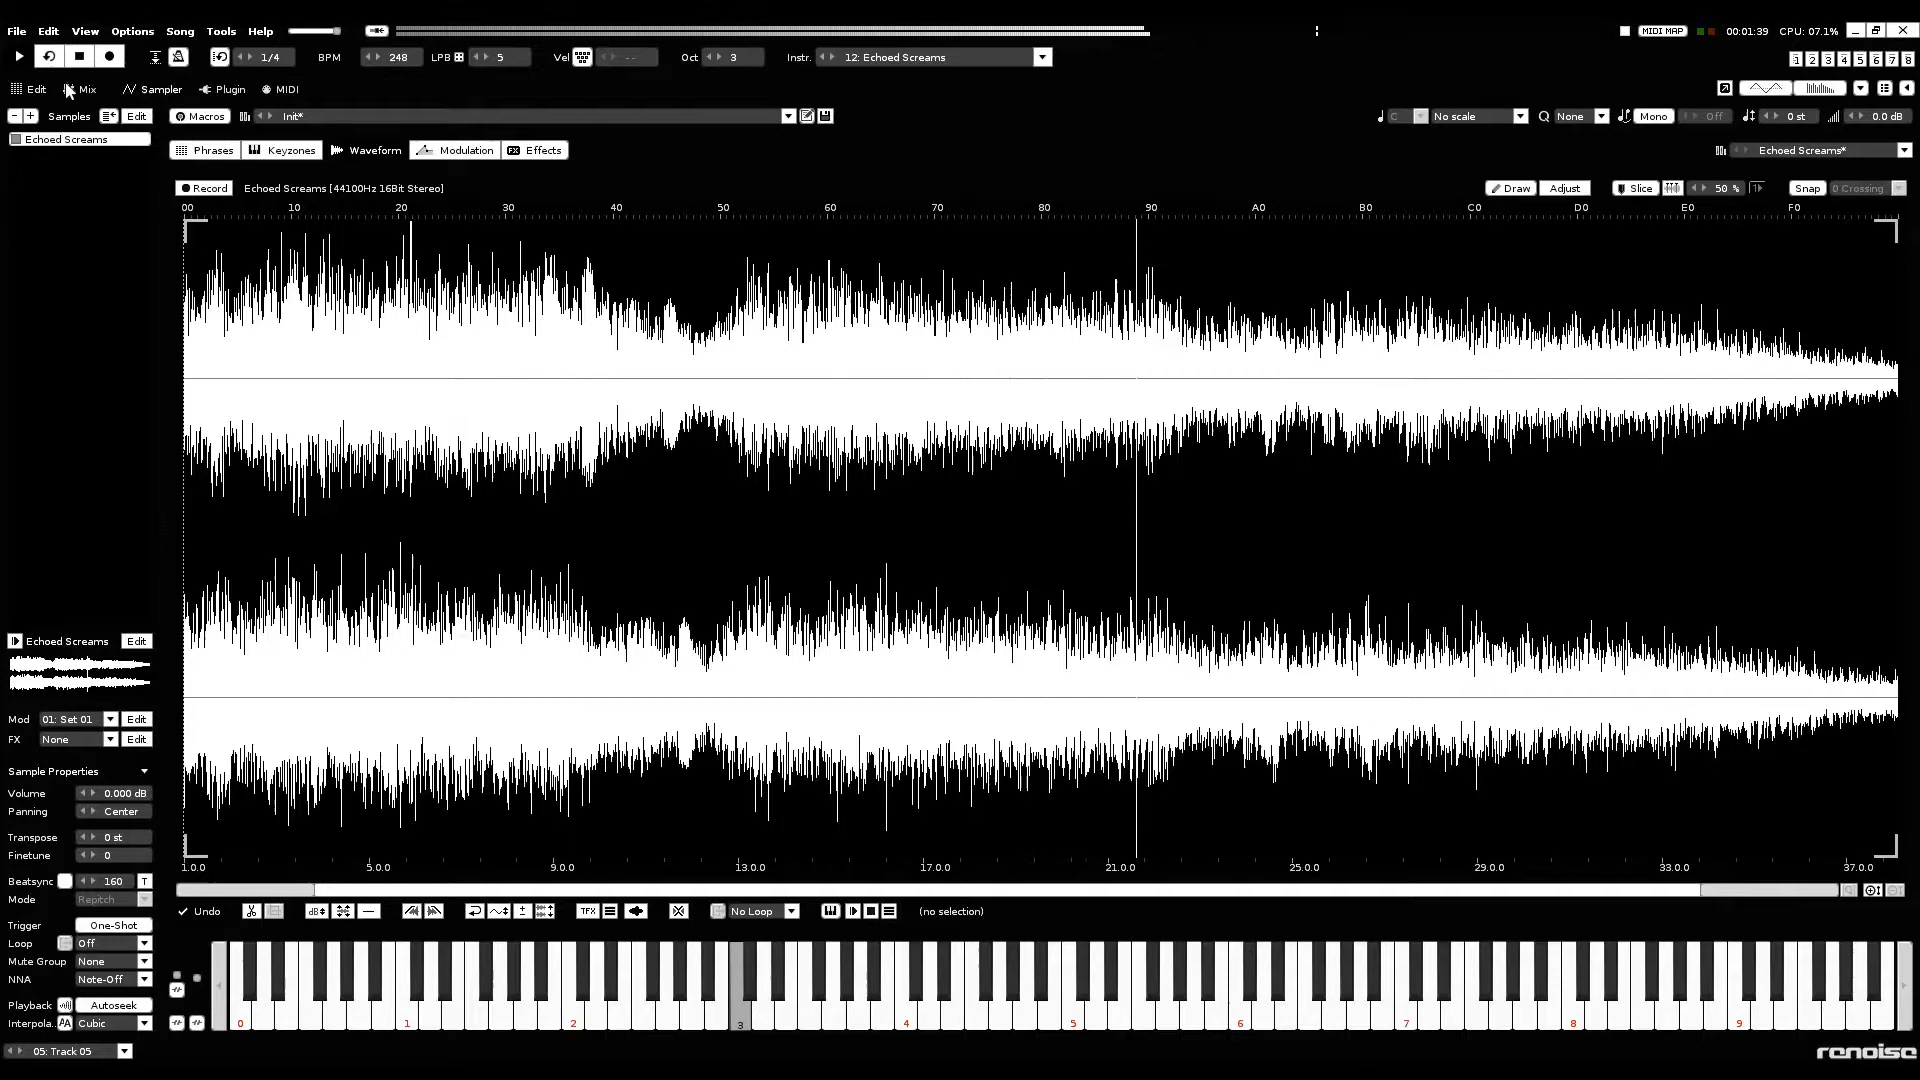 File Edit View Options Song Tools Help MIDI MAP 00:01:39 CPU: 07.1%
1/4 BPM 248 LPB 5 Vel -- Oct 3 Instr. 12: Echoed Screams 1 2 3 4 5 6 7 8
Edit Mix Sampler Plugin MIDI
Samples Edit Macros Init* C No scale Q None Mono Off 0 st 0.0 dB
Echoed Screams
Phrases Keyzones Waveform Modulation FX Effects Echoed Screams*
Record Echoed Screams [44100Hz 16Bit Stereo] Draw Adjust Slice 50 % Snap 0 Crossing
00 10 20 30 40 50 60 70 80 90 A0 B0 C0 D0 E0 F0
Echoed Screams Edit
Mod 01: Set 01 Edit
FX None Edit
Sample Properties
Volume 0.000 dB
Panning Center
Transpose 0 st
Finetune 0
1.0.0 5.0.0 9.0.0 13.0.0 17.0.0 21.0.0 25.0.0 29.0.0 33.0.0 37.0.0
Beatsync 160 T
Mode Repitch
Undo dB TFX No Loop (no selection)
Trigger One-Shot
Loop Off
Mute Group None
NNA Note-Off
Playback Autoseek
Interpola.. AA Cubic
0 1 2 3 4 5 6 7 8 9
05: Track 05
renoise